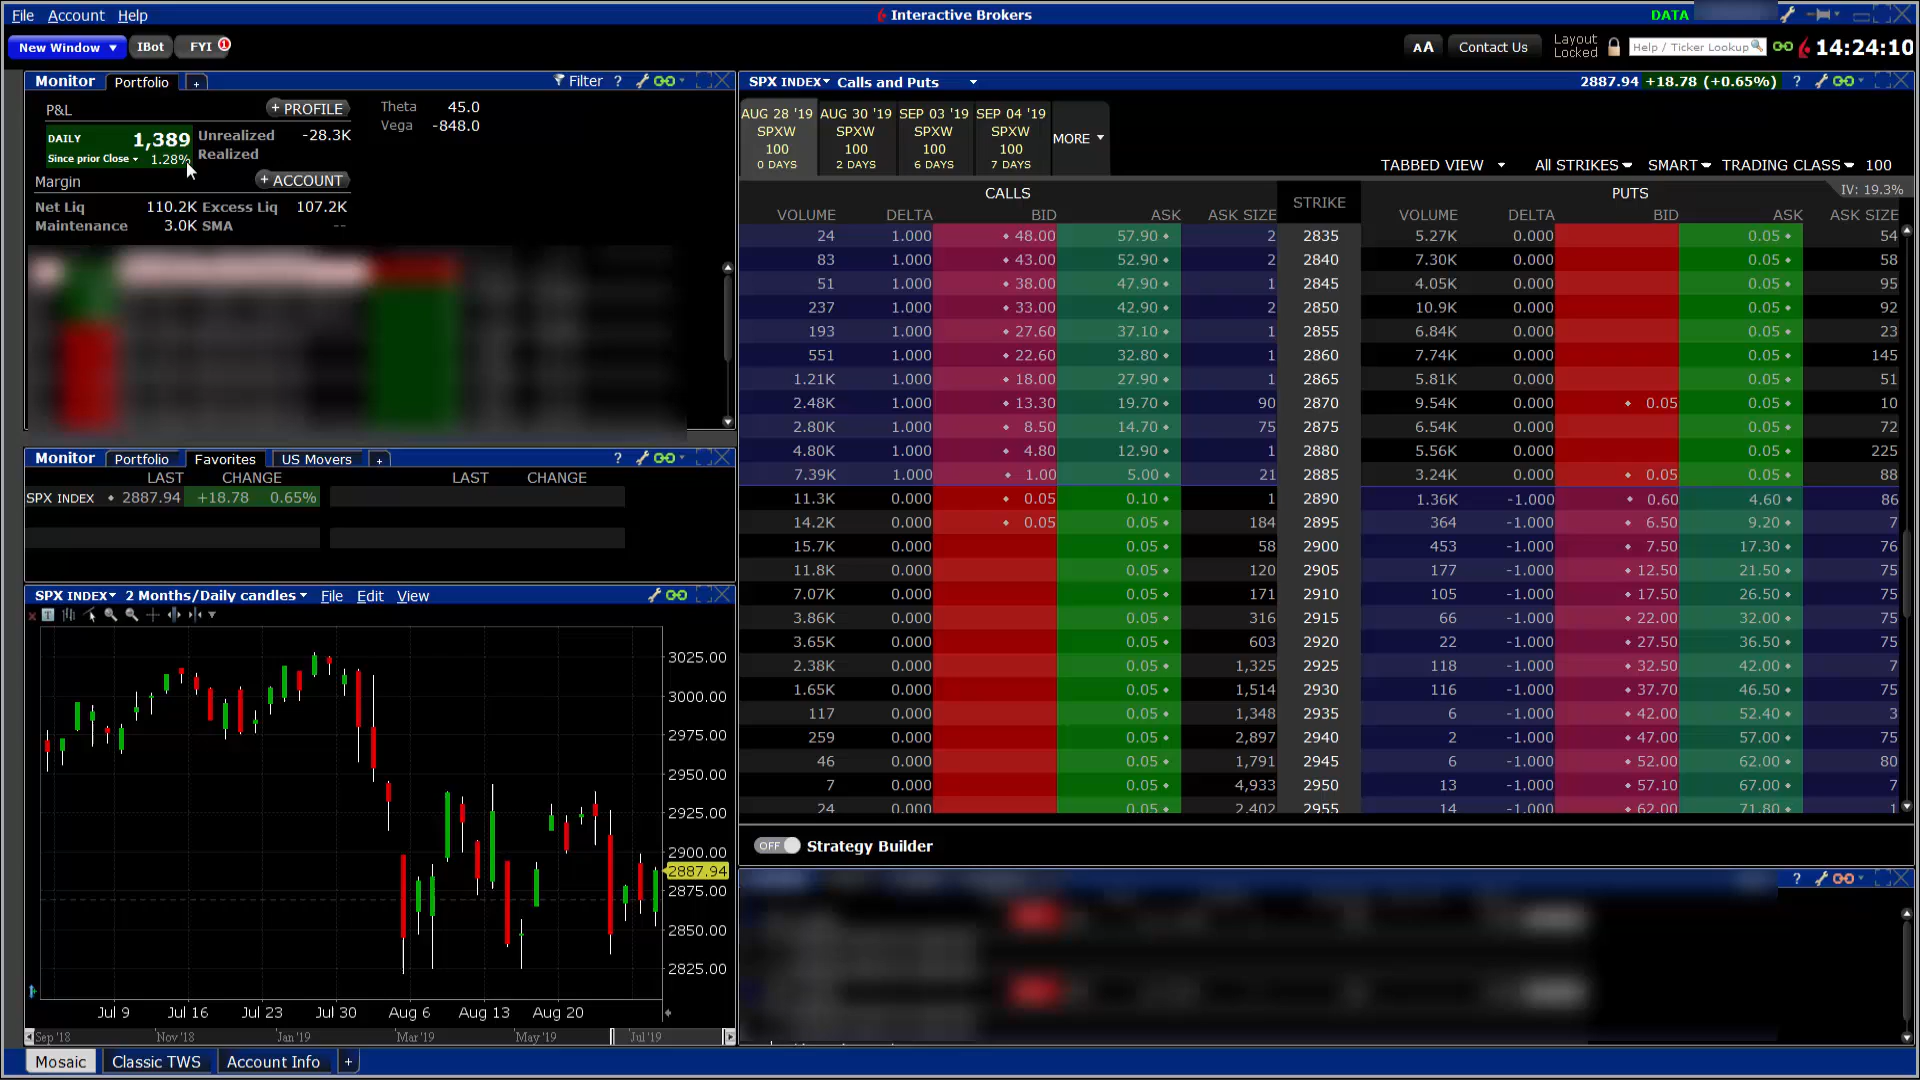 File Account Help
Interactive Brokers
DATA
New Window IBot FYI 1
AA Contact Us Layout Locked Help / Ticker Lookup 14:24:10
Monitor Portfolio + Filter ?
P&L + PROFILE Theta 45.0
Vega -848.0
DAILY 1,389 Unrealized -28.3K
Since prior Close 1.28% Realized
Margin + ACCOUNT
Net Liq 110.2K Excess Liq 107.2K
Maintenance 3.0K SMA --
Monitor Portfolio Favorites US Movers + ?
LAST CHANGE LAST CHANGE
SPX INDEX 2887.94 +18.78 0.65%
SPX INDEX 2 Months/Daily candles File Edit View
3025.00
3000.00
2975.00
2950.00
2925.00
2900.00
2887.94
2875.00
2850.00
2825.00
Jul 9 Jul 16 Jul 23 Jul 30 Aug 6 Aug 13 Aug 20
Sep '18 Nov '18 Jan '19 Mar '19 May '19 Jul '19
Mosaic Classic TWS Account Info +
SPX INDEX Calls and Puts 2887.94 +18.78 (+0.65%) ?
AUG 28 '19 AUG 30 '19 SEP 03 '19 SEP 04 '19
SPXW SPXW SPXW SPXW MORE
100 100 100 100
0 DAYS 2 DAYS 6 DAYS 7 DAYS
TABBED VIEW All STRIKES SMART TRADING CLASS 100
CALLS STRIKE PUTS IV: 19.3%
VOLUME DELTA BID ASK ASK SIZE VOLUME DELTA BID ASK ASK SIZE
24 1.000 48.00 57.90 2 2835 5.27K 0.000 0.05 54
83 1.000 43.00 52.90 2 2840 7.30K 0.000 0.05 58
51 1.000 38.00 47.90 1 2845 4.05K 0.000 0.05 95
237 1.000 33.00 42.90 2 2850 10.9K 0.000 0.05 92
193 1.000 27.60 37.10 1 2855 6.84K 0.000 0.05 23
551 1.000 22.60 32.80 1 2860 7.74K 0.000 0.05 145
1.21K 1.000 18.00 27.90 1 2865 5.81K 0.000 0.05 51
2.48K 1.000 13.30 19.70 90 2870 9.54K 0.000 0.05 0.05 10
2.80K 1.000 8.50 14.70 75 2875 6.54K 0.000 0.05 72
4.80K 1.000 4.80 12.90 1 2880 5.56K 0.000 0.05 225
7.39K 1.000 1.00 5.00 21 2885 3.24K 0.000 0.05 0.05 88
11.3K 0.000 0.05 0.10 1 2890 1.36K -1.000 0.60 4.60 86
14.2K 0.000 0.05 0.05 184 2895 364 -1.000 6.50 9.20 7
15.7K 0.000 0.05 58 2900 453 -1.000 7.50 17.30 76
11.8K 0.000 0.05 120 2905 177 -1.000 12.50 21.50 75
7.07K 0.000 0.05 171 2910 105 -1.000 17.50 26.50 75
3.86K 0.000 0.05 316 2915 66 -1.000 22.00 32.00 75
3.65K 0.000 0.05 603 2920 22 -1.000 27.50 36.50 75
2.38K 0.000 0.05 1,325 2925 118 -1.000 32.50 42.00 7
1.65K 0.000 0.05 1,514 2930 116 -1.000 37.70 46.50 75
117 0.000 0.05 1,348 2935 6 -1.000 42.00 52.40 3
259 0.000 0.05 2,897 2940 2 -1.000 47.00 57.00 75
46 0.000 0.05 1,791 2945 6 -1.000 52.00 62.00 80
7 0.000 0.05 4,933 2950 13 -1.000 57.10 67.00 7
24 0.000 0.05 2,402 2955 14 -1.000 62.00 71.80 1
OFF Strategy Builder
?